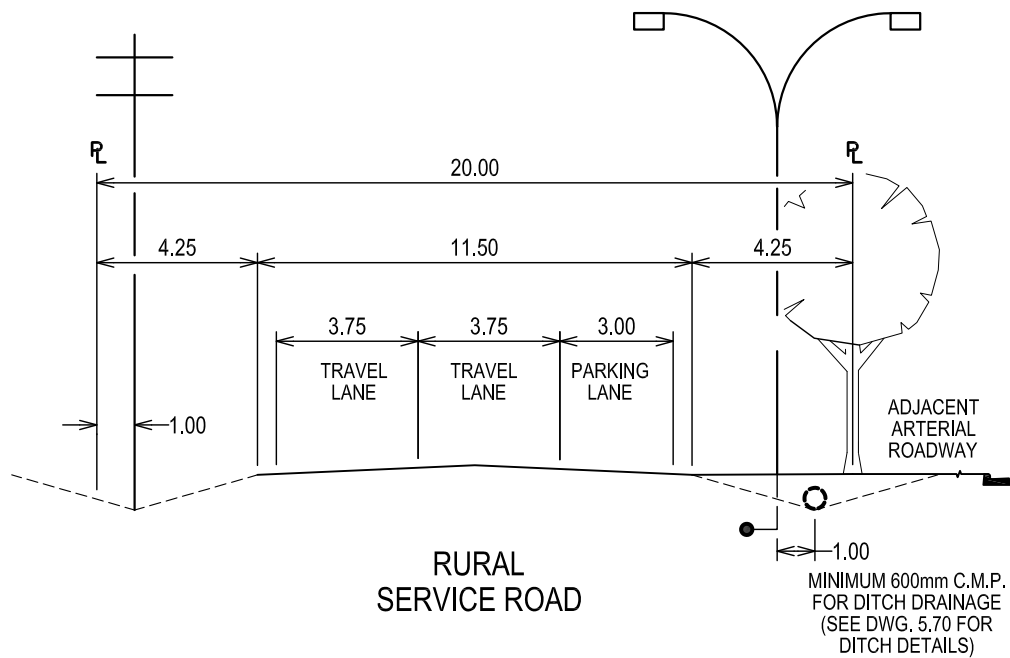 PL
PL
20.00
4.25
11.50
4.25
3.75
3.75
3.00
TRAVEL
LANE
TRAVEL
LANE
PARKING
LANE
1.00
ADJACENT
ARTERIAL
ROADWAY
1.00
RURAL
SERVICE ROAD
MINIMUM 600mm C.M.P.
FOR DITCH DRAINAGE
(SEE DWG. 5.70 FOR
DITCH DETAILS)